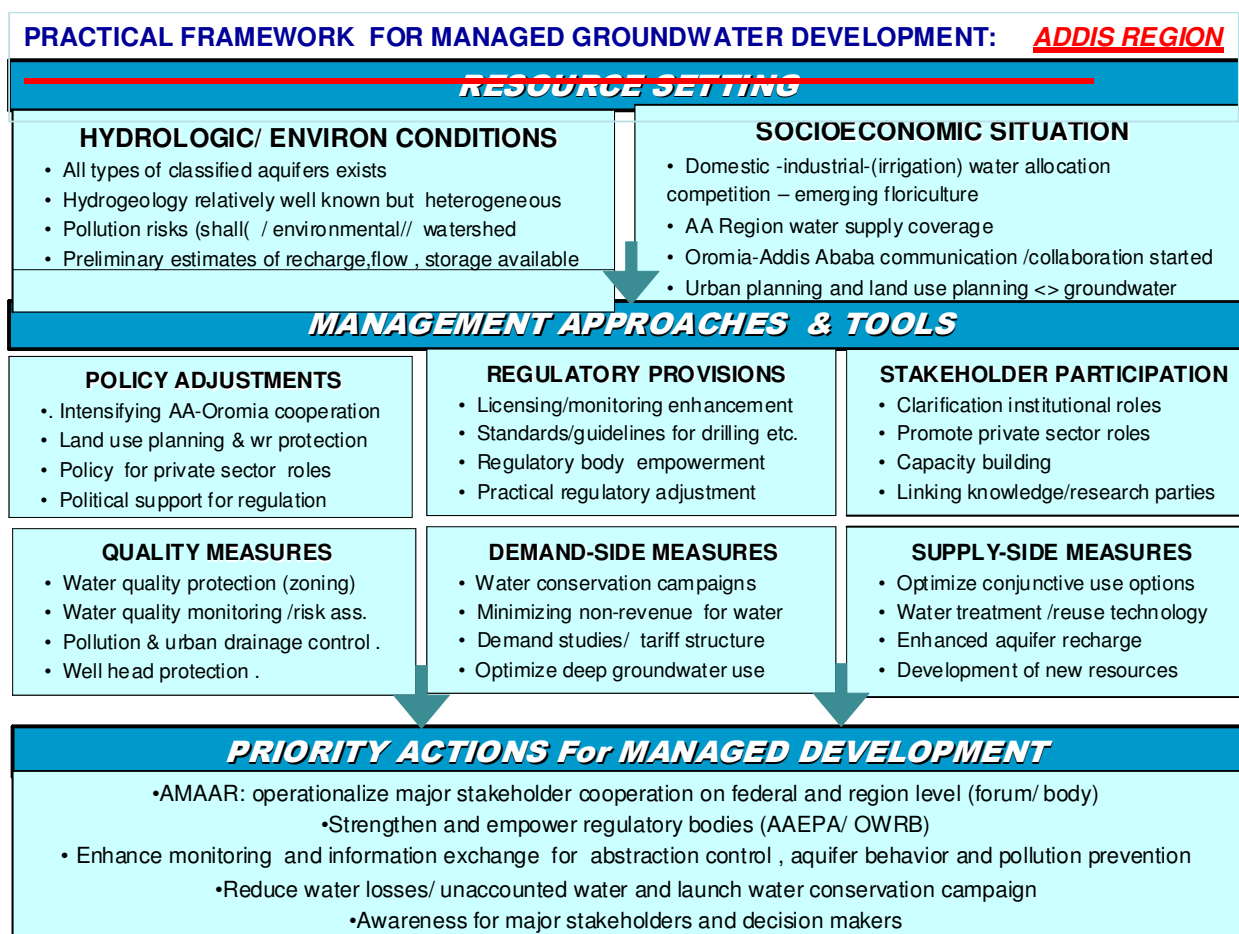 PRACTICAL FRAMEWORK FOR MANAGED GROUNDWATER DEVELOPMENT: ADDIS REGION
RESOURCE SETTING
HYDROLOGIC/ ENVIRON CONDITIONS
• All types of classified aquifers exists
• Hydrogeology relatively well known but heterogeneous
• Pollution risks (shall( / environmental// watershed
• Preliminary estimates of recharge,flow , storage available
SOCIOECONOMIC SITUATION
• Domestic -industrial-(irrigation) water allocation
competition – emerging floriculture
• AA Region water supply coverage
• Oromia-Addis Ababa communication /collaboration started
• Urban planning and land use planning <> groundwater
MANAGEMENT APPROACHES & TOOLS
POLICY ADJUSTMENTS
•. Intensifying AA-Oromia cooperation
• Land use planning & wr protection
• Policy for private sector roles
• Political support for regulation
REGULATORY PROVISIONS
• Licensing/monitoring enhancement
• Standards/guidelines for drilling etc.
• Regulatory body empowerment
• Practical regulatory adjustment
STAKEHOLDER PARTICIPATION
• Clarification institutional roles
• Promote private sector roles
• Capacity building
• Linking knowledge/research parties
QUALITY MEASURES
• Water quality protection (zoning)
• Water quality monitoring /risk ass.
• Pollution & urban drainage control .
• Well head protection .
DEMAND-SIDE MEASURES
• Water conservation campaigns
• Minimizing non-revenue for water
• Demand studies/ tariff structure
• Optimize deep groundwater use
SUPPLY-SIDE MEASURES
• Optimize conjunctive use options
• Water treatment /reuse technology
• Enhanced aquifer recharge
• Development of new resources
PRIORITY ACTIONS For MANAGED DEVELOPMENT
•AMAAR: operationalize major stakeholder cooperation on federal and region level (forum/ body)
•Strengthen and empower regulatory bodies (AAEPA/ OWRB)
• Enhance monitoring and information exchange for abstraction control , aquifer behavior and pollution prevention
•Reduce water losses/ unaccounted water and launch water conservation campaign
•Awareness for major stakeholders and decision makers